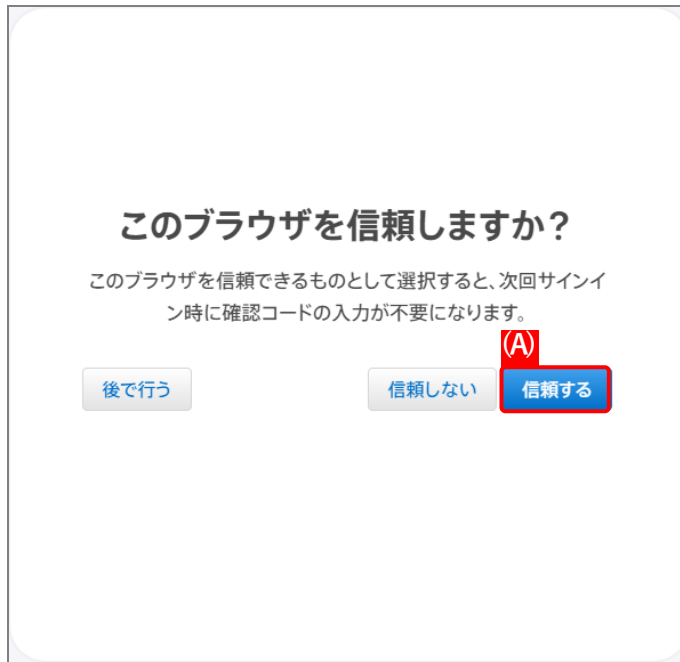 このブラウザを信頼しますか？
このブラウザを信頼できるものとして選択すると、次回サインイ
ン時に確認コードの入力が不要になります。
(A)
後で行う 信頼しない 信頼する